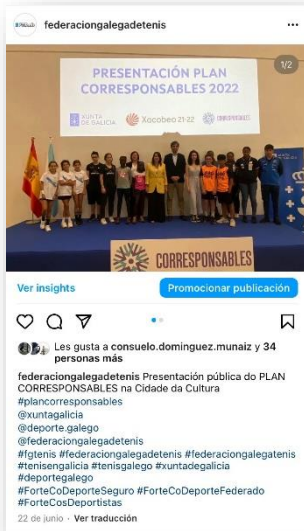 federaciongalegadetenis
1/2
PRESENTACIÓN PLAN
CORRESPONSABLES 2022
XUNTA
DE GALICIA
Xacobeo 21·22
CORRESPONSABLES
CORRESPONSABLES
Ver insights
Promocionar publicación
Les gusta a consuelo.dominguez.munaiz y 34
personas más
federaciongalegadetenis Presentación pública do PLAN
CORRESPONSABLES na Cidade da Cultura
#plancorresponsables
@xuntagalicia
@deporte.galego
@federaciongalegadetenis
#fgtenis #federaciongalegadetenis #federaciongalegatenis
#tenisengalicia #tenisgalego #xuntadegalicia
#deportegalego
#ForteCoDeporteSeguro #ForteCoDeporteFederado
#ForteCosDeportistas
22 de junio · Ver traducción